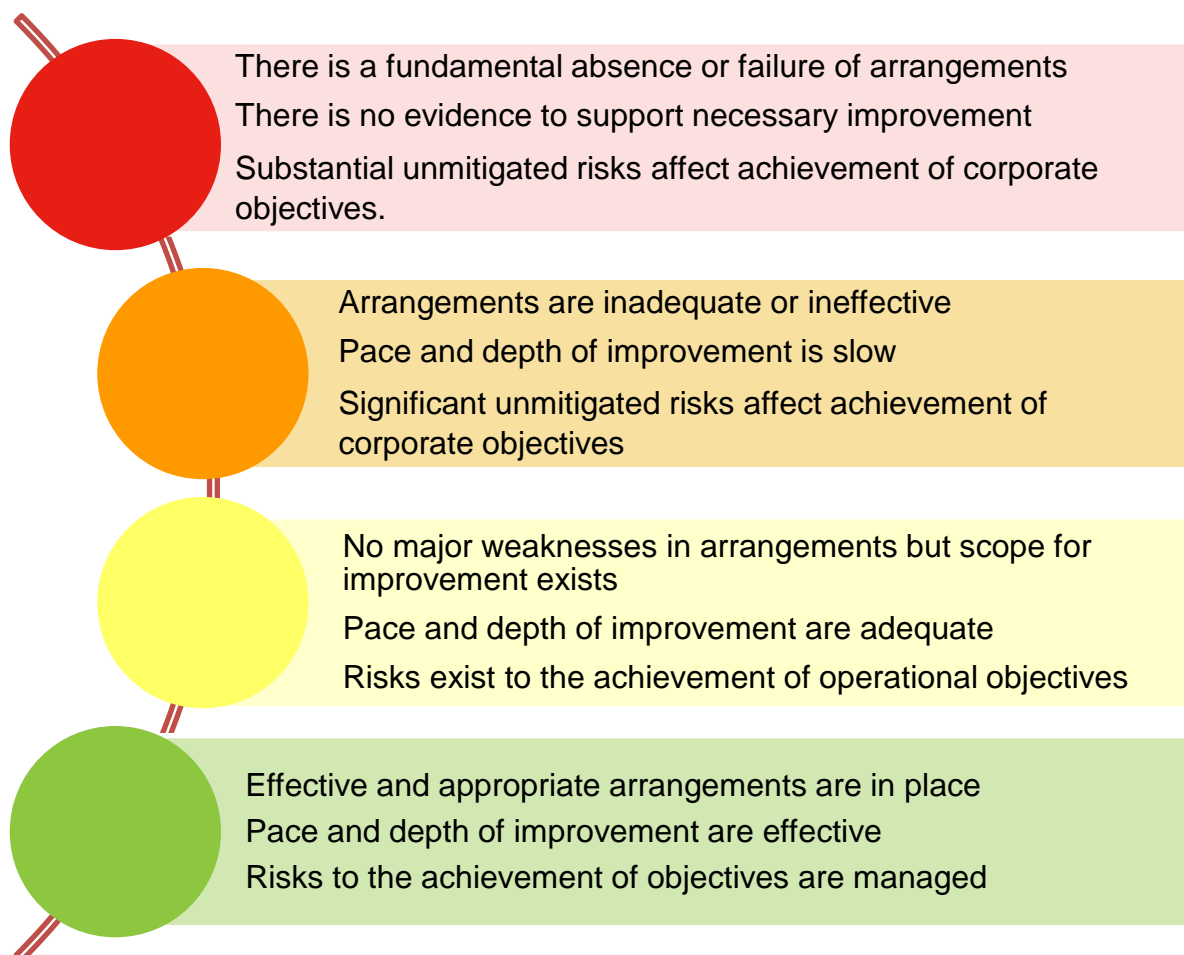 There is a fundamental absence or failure of arrangements
There is no evidence to support necessary improvement
Substantial unmitigated risks affect achievement of corporate
objectives.
Arrangements are inadequate or ineffective
Pace and depth of improvement is slow
Significant unmitigated risks affect achievement of
corporate objectives
No major weaknesses in arrangements but scope for
improvement exists
Pace and depth of improvement are adequate
Risks exist to the achievement of operational objectives
Effective and appropriate arrangements are in place
Pace and depth of improvement are effective
Risks to the achievement of objectives are managed